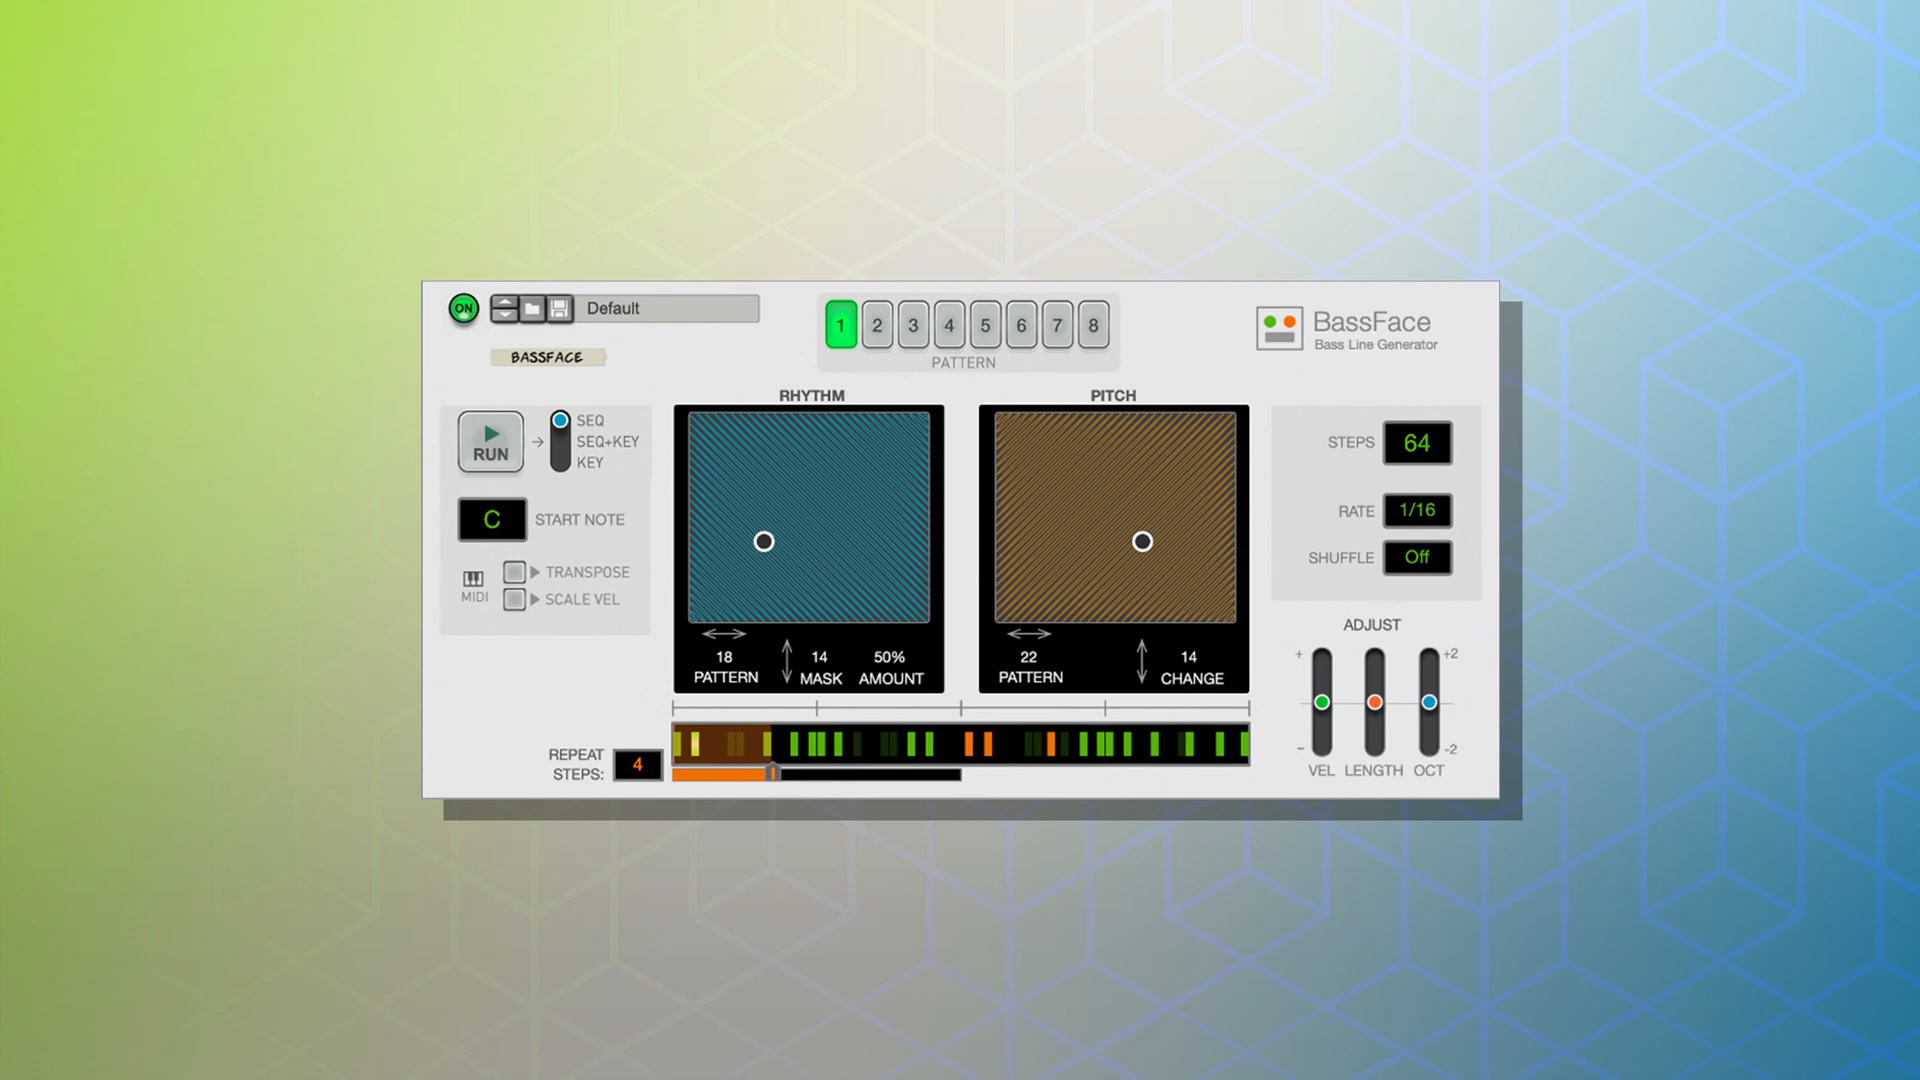 ON
Default
BASSFACE
1 2 3 4 5 6 7 8
PATTERN
BassFace
Bass Line Generator
RUN
SEQ
SEQ+KEY
KEY
C
START NOTE
MIDI
TRANSPOSE
SCALE VEL
RHYTHM
18
PATTERN
14
MASK
50%
AMOUNT
PITCH
22
PATTERN
14
CHANGE
STEPS 64
RATE 1/16
SHUFFLE Off
ADJUST
+
+2
−
-2
VEL LENGTH OCT
REPEAT
STEPS:
4